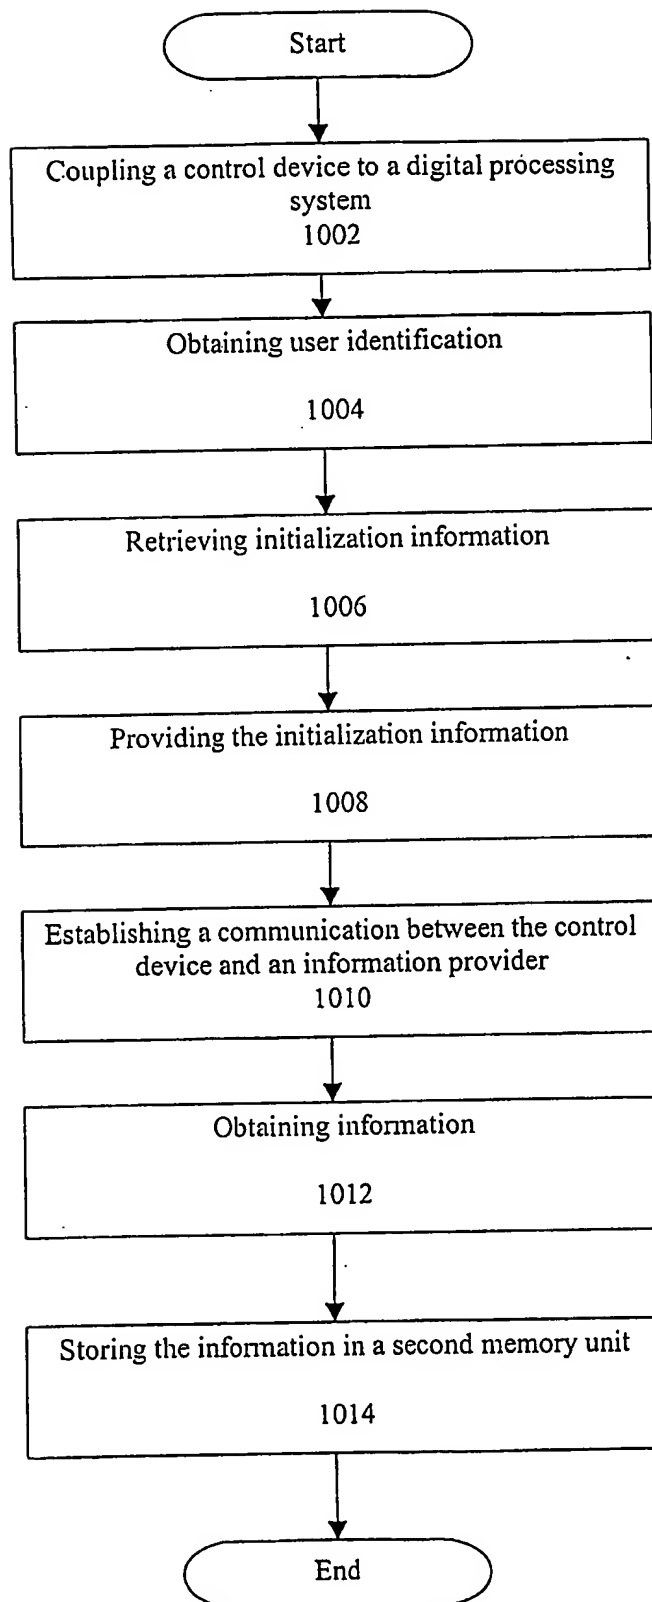 Start
Coupling a control device to a digital processing
system
1002
Obtaining user identification
1004
Retrieving initialization information
1006
Providing the initialization information
1008
Establishing a communication between the control
device and an information provider
1010
Obtaining information
1012
Storing the information in a second memory unit
1014
End